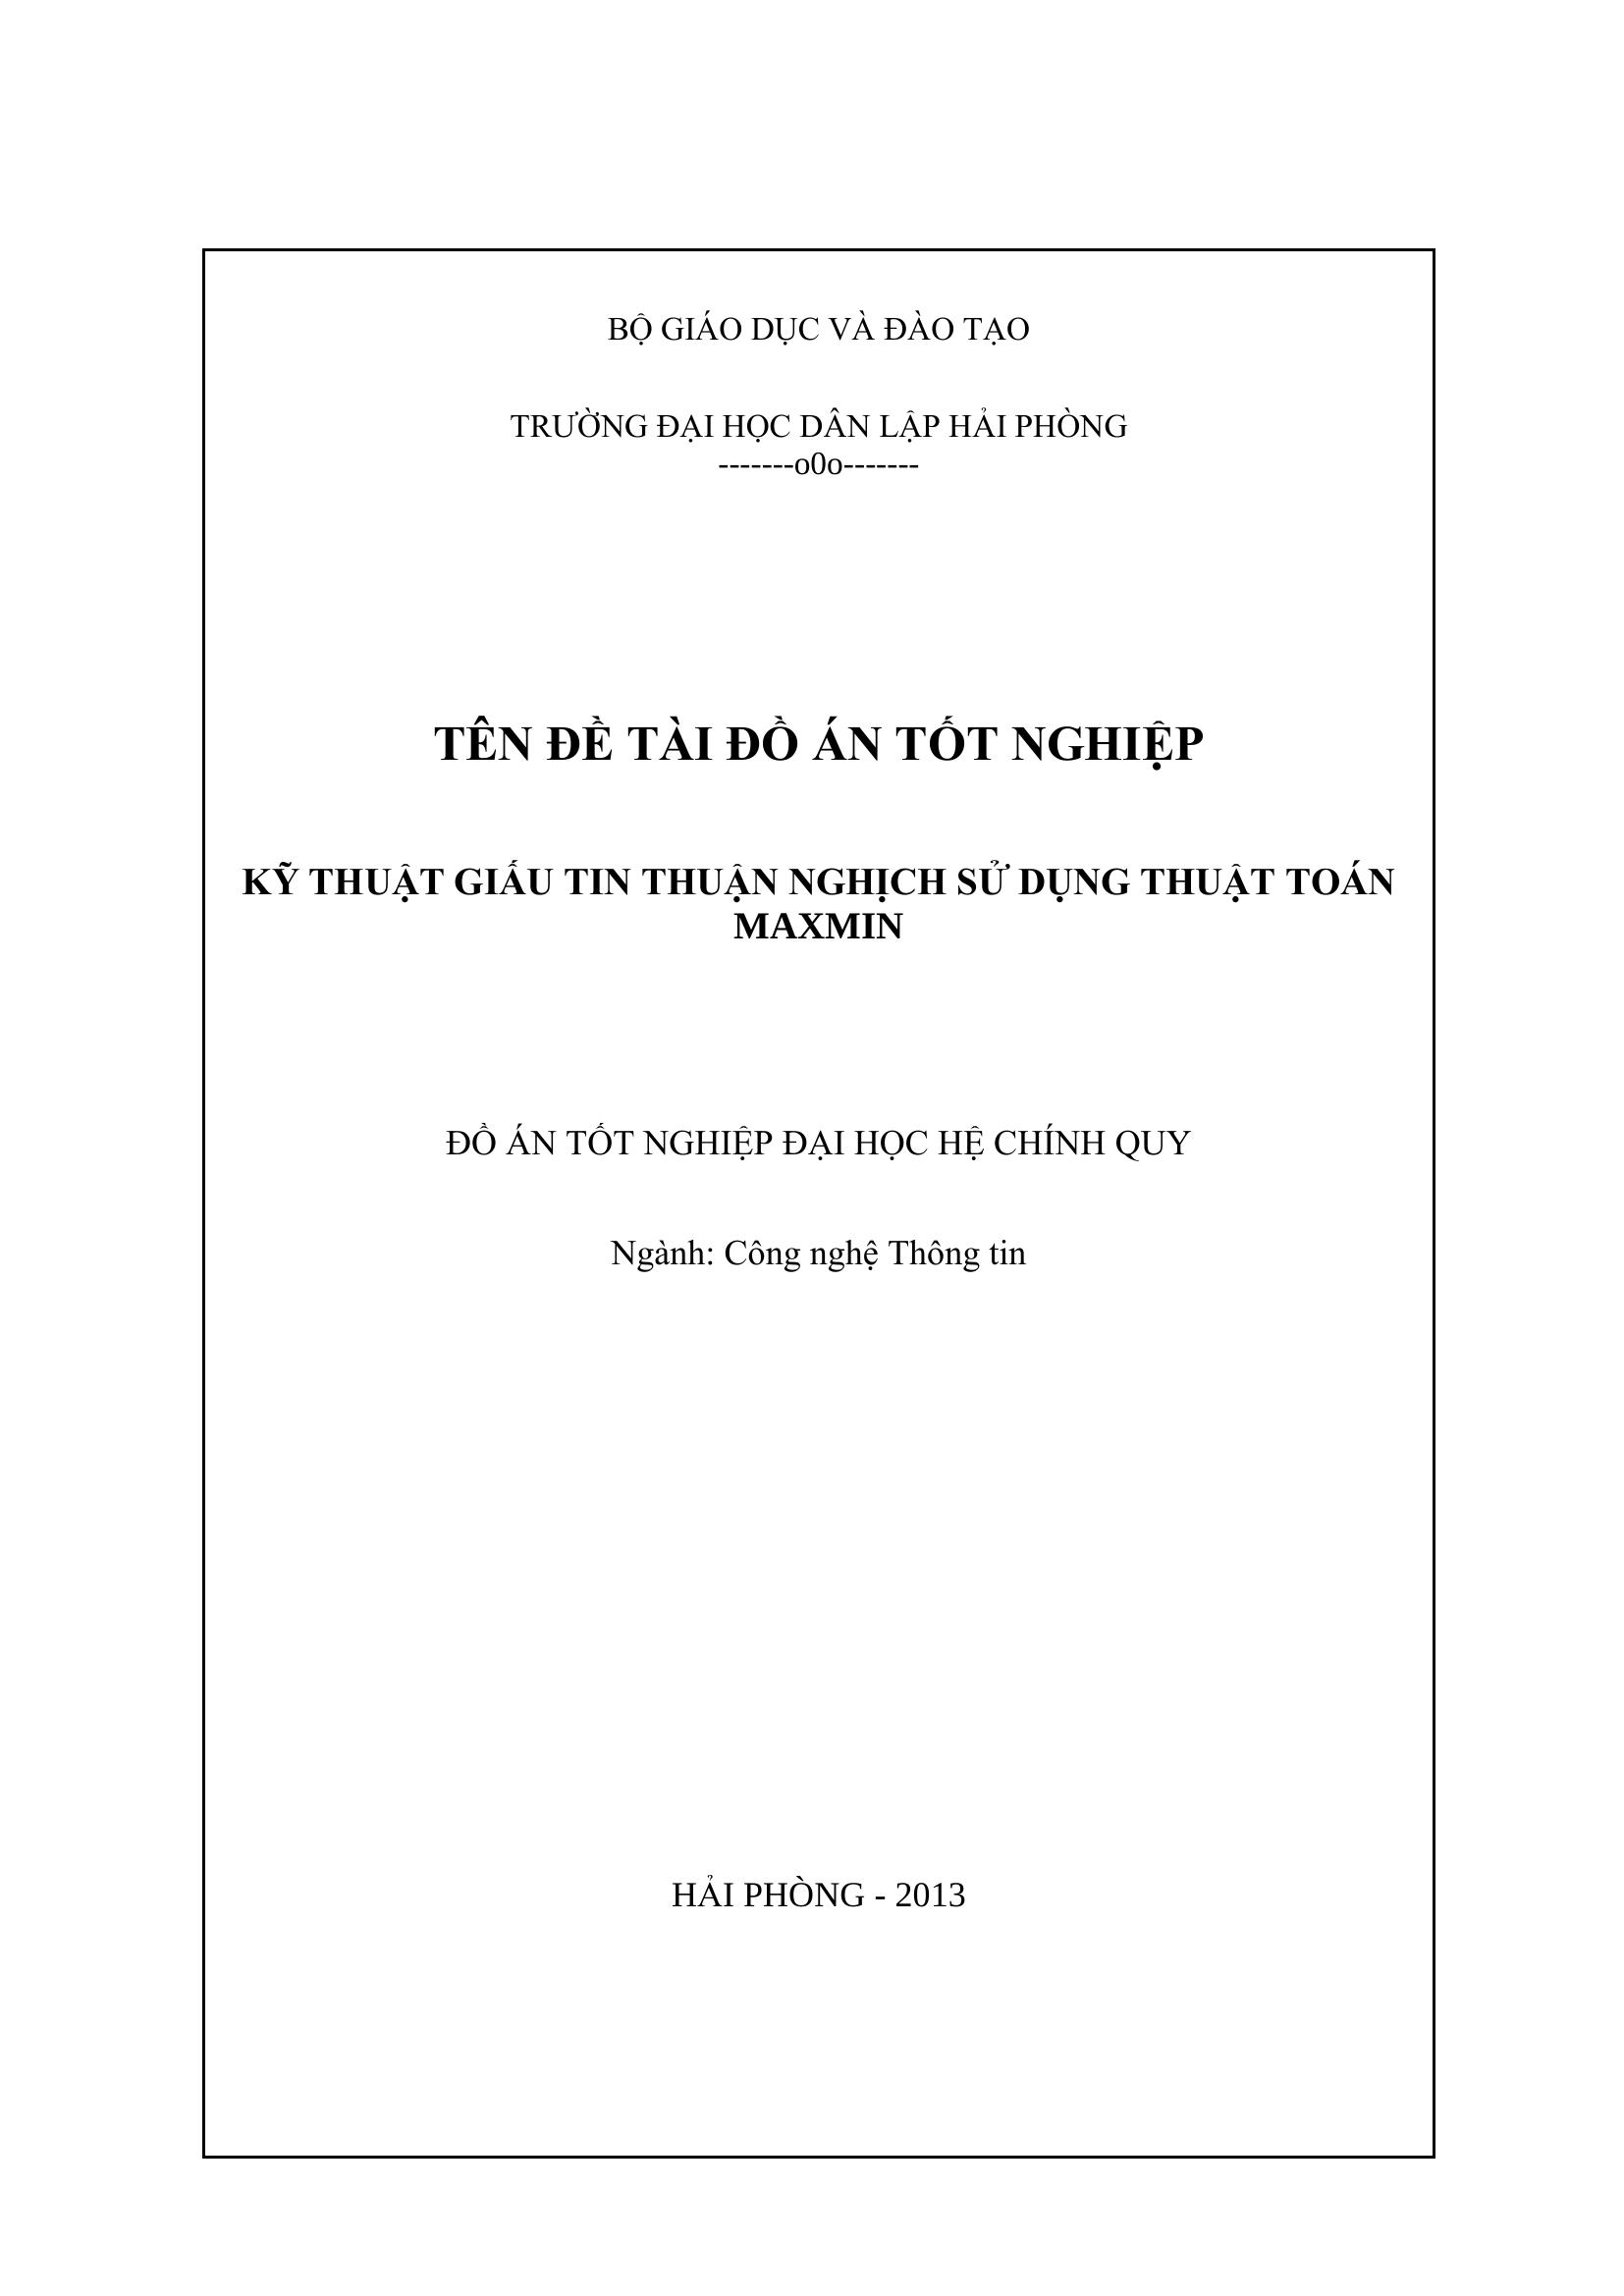 BỘ GIÁO DỤC VÀ ĐÀO TẠO
TRƯỜNG ĐẠI HỌC DÂN LẬP HẢI PHÒNG
-------o0o-------
TÊN ĐỀ TÀI ĐỒ ÁN TỐT NGHIỆP
KỸ THUẬT GIẤU TIN THUẬN NGHỊCH SỬ DỤNG THUẬT TOÁN
MAXMIN
ĐỒ ÁN TỐT NGHIỆP ĐẠI HỌC HỆ CHÍNH QUY
Ngành: Công nghệ Thông tin
HẢI PHÒNG - 2013